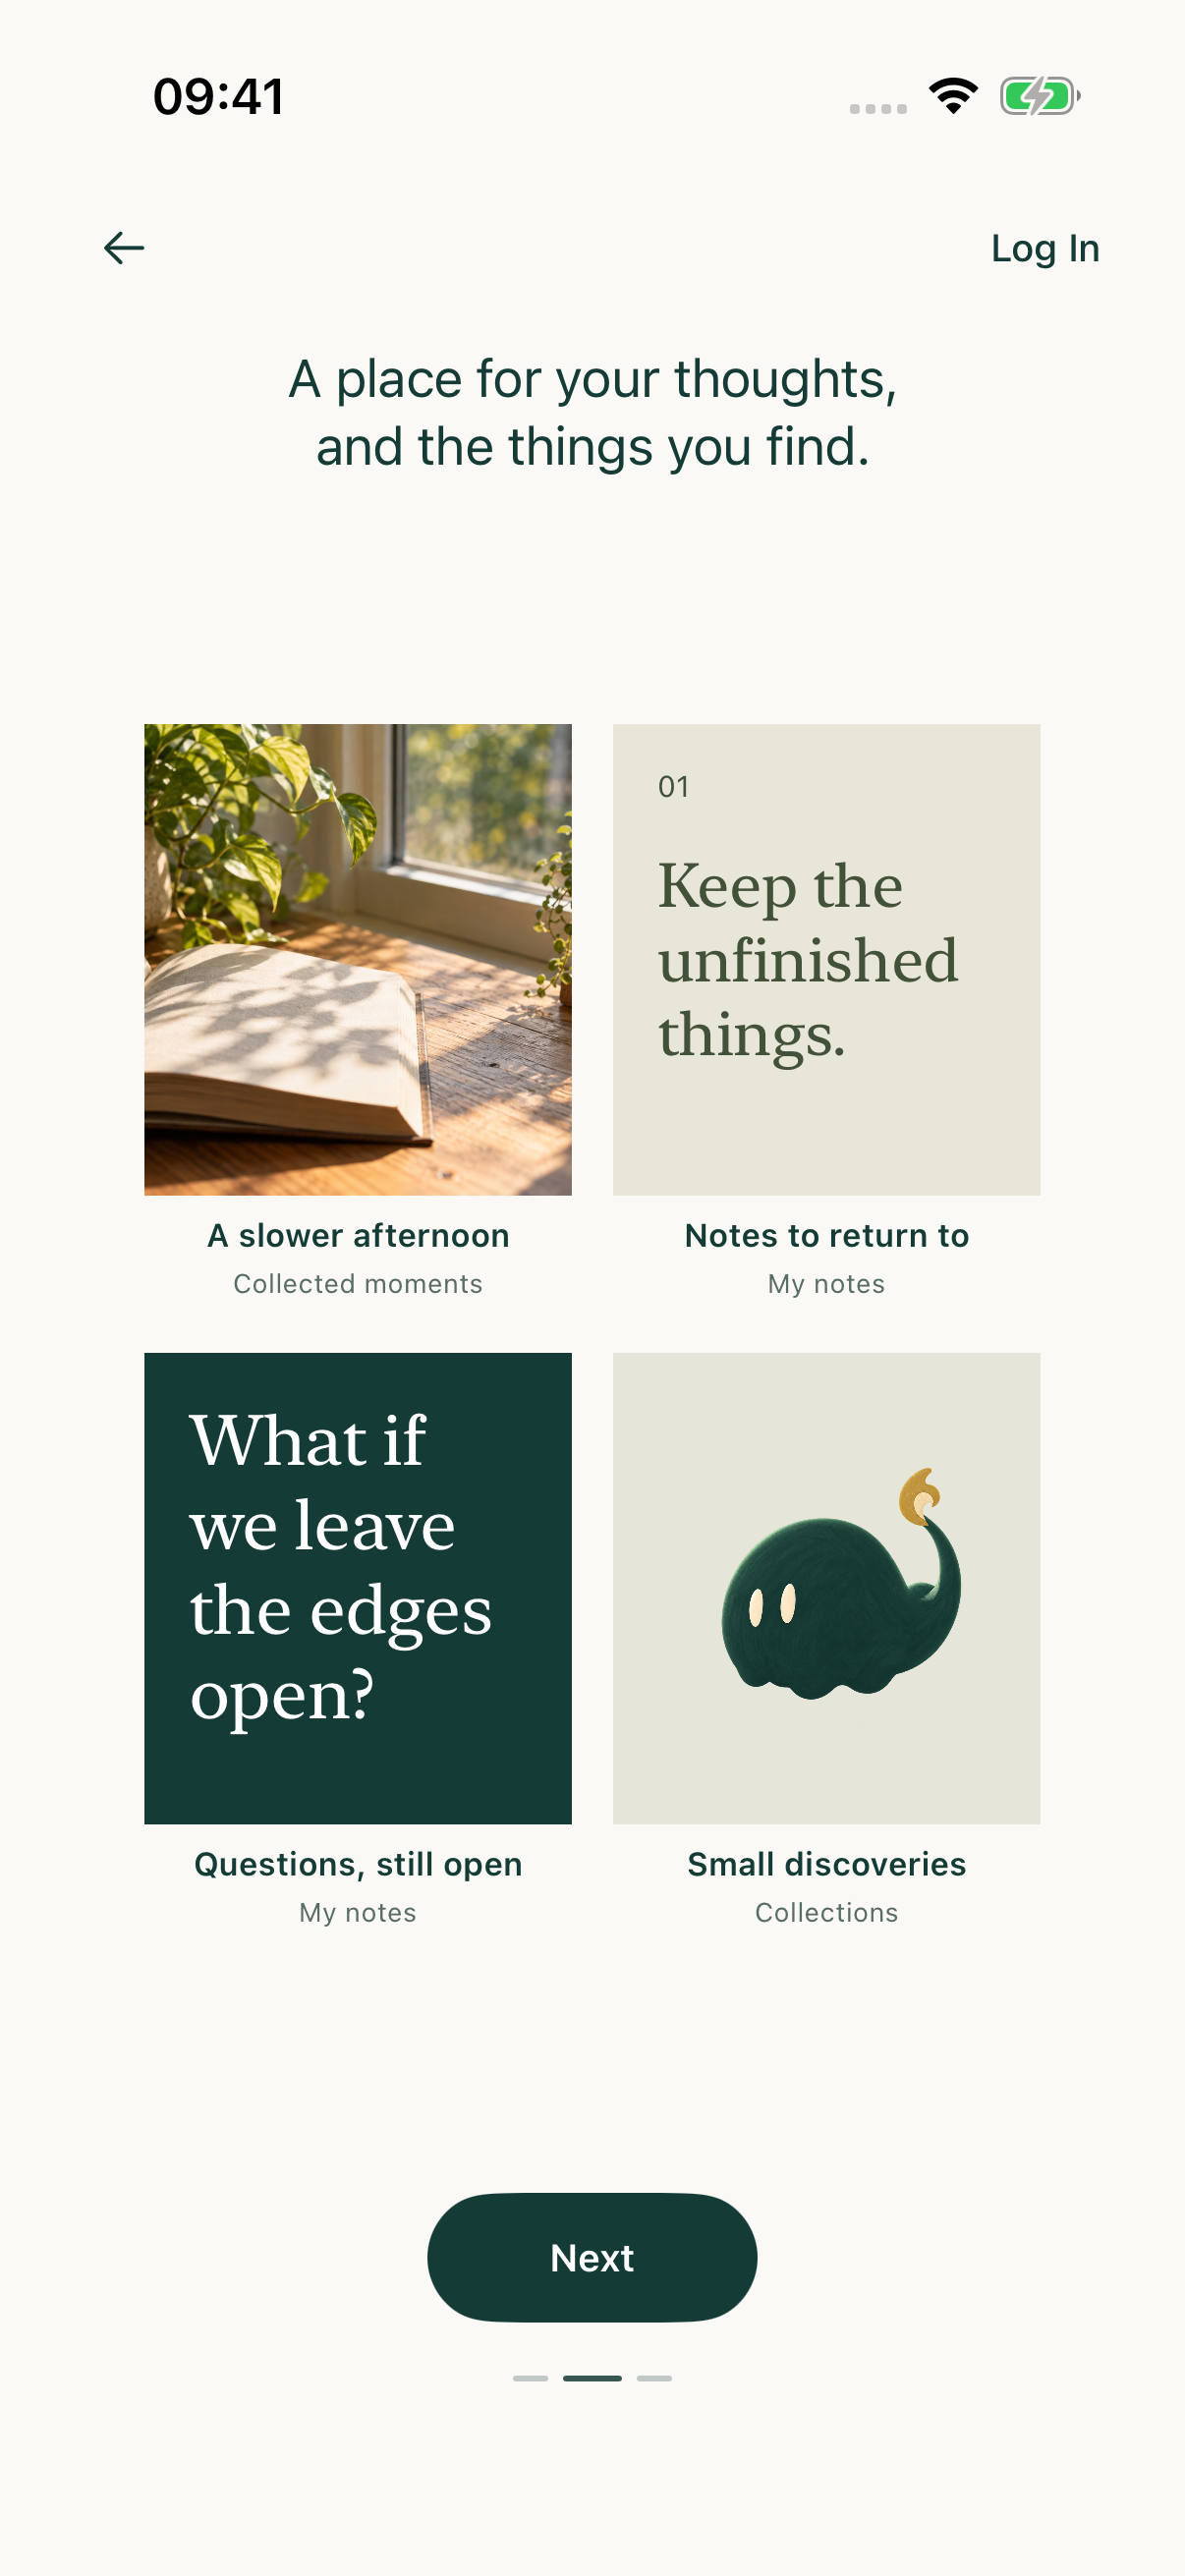 09:41
Log In
A place for your thoughts,
and the things you find.
01
Keep the
unfinished
things.
A slower afternoon
Collected moments
Notes to return to
My notes
What if
we leave
the edges
open?
Questions, still open
My notes
Small discoveries
Collections
Next